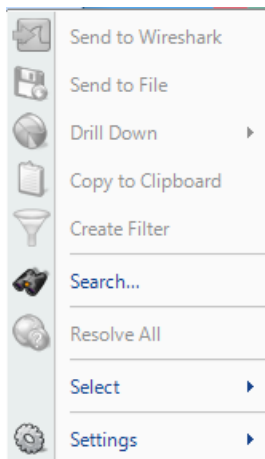 Send to Wireshark
Send to File
Drill Down
Copy to Clipboard
Create Filter
Search...
Resolve All
Select
Settings